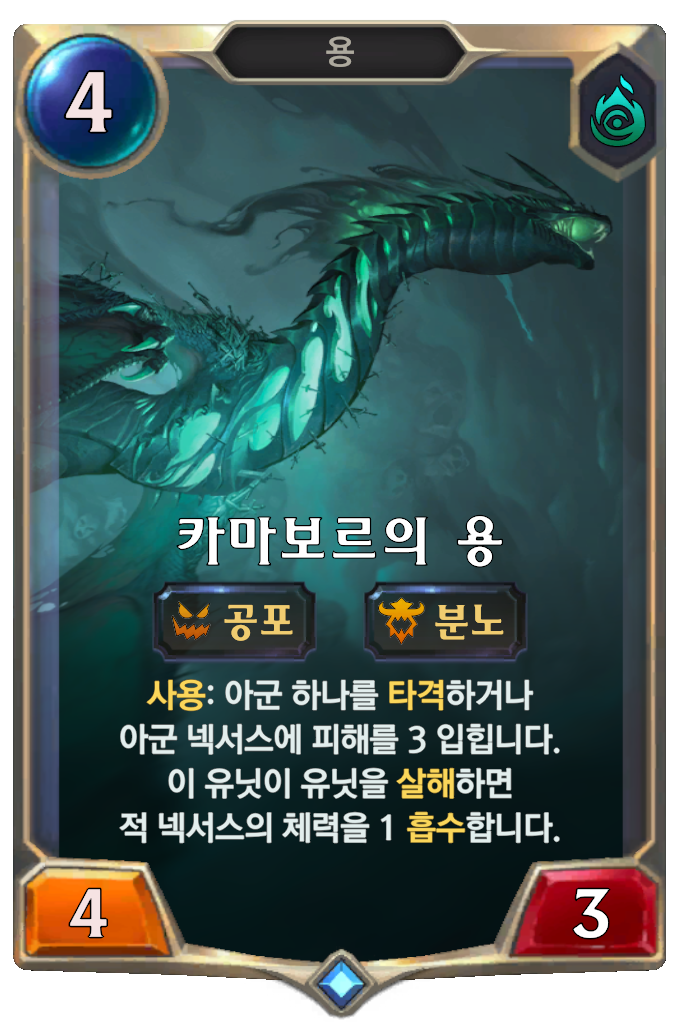 용
4
카마보르의 용
공포 분노
사용: 아군 하나를 타격하거나
아군 넥서스에 피해를 3 입힙니다.
이 유닛이 유닛을 살해하면
적 넥서스의 체력을 1 흡수합니다.
4 3